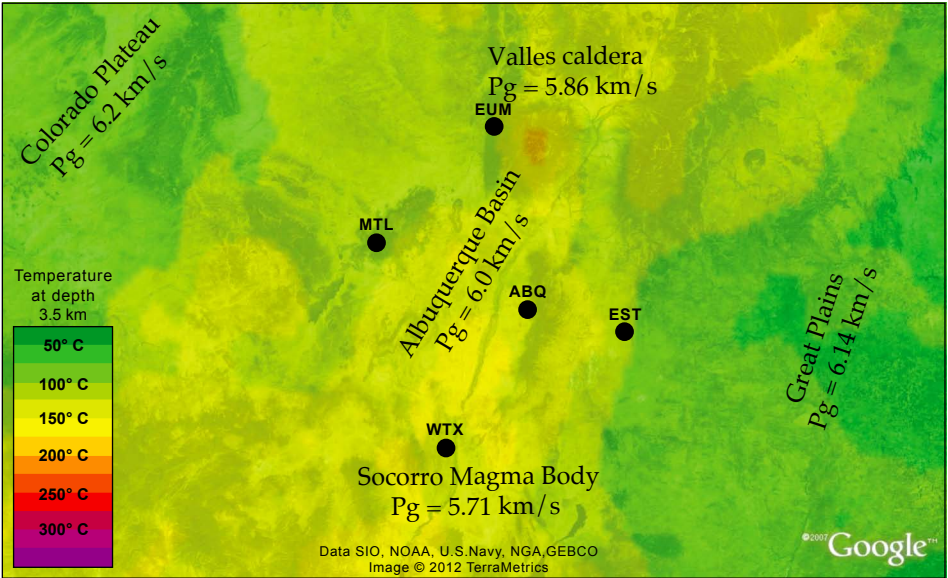 Colorado Plateau
Pg = 6.2 km/s
Valles caldera
Pg = 5.86 km/s
EUM
MTL
Albuquerque Basin
Pg = 6.0 km/s
ABQ
EST
Great Plains
Pg = 6.14 km/s
Temperature
at depth
3.5 km
50° C
100° C
150° C
200° C
250° C
300° C
WTX
Socorro Magma Body
Pg = 5.71 km/s
Data SIO, NOAA, U.S.Navy, NGA,GEBCO
Image © 2012 TerraMetrics
©2007 Google™